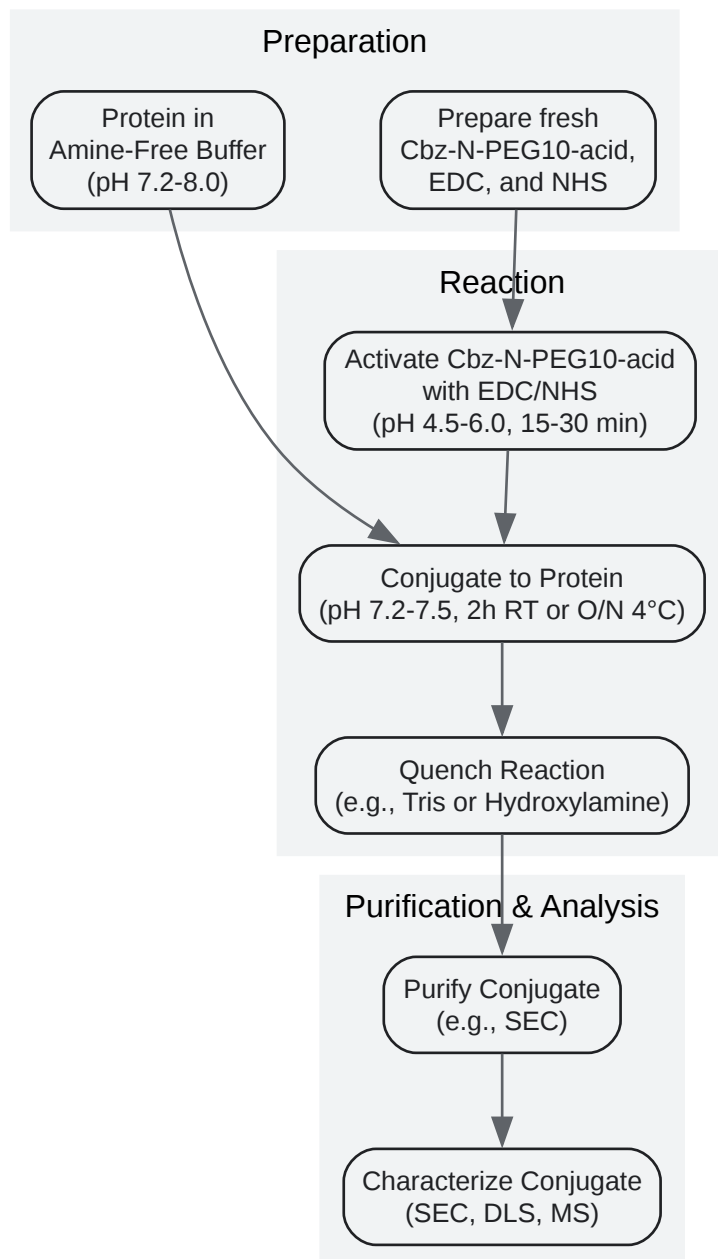 Preparation
Protein in
Amine-Free Buffer
(pH 7.2-8.0)
Prepare fresh
Cbz-N-PEG10-acid,
EDC, and NHS
Reaction
Activate Cbz-N-PEG10-acid
with EDC/NHS
(pH 4.5-6.0, 15-30 min)
Conjugate to Protein
(pH 7.2-7.5, 2h RT or O/N 4°C)
Quench Reaction
(e.g., Tris or Hydroxylamine)
Purification & Analysis
Purify Conjugate
(e.g., SEC)
Characterize Conjugate
(SEC, DLS, MS)